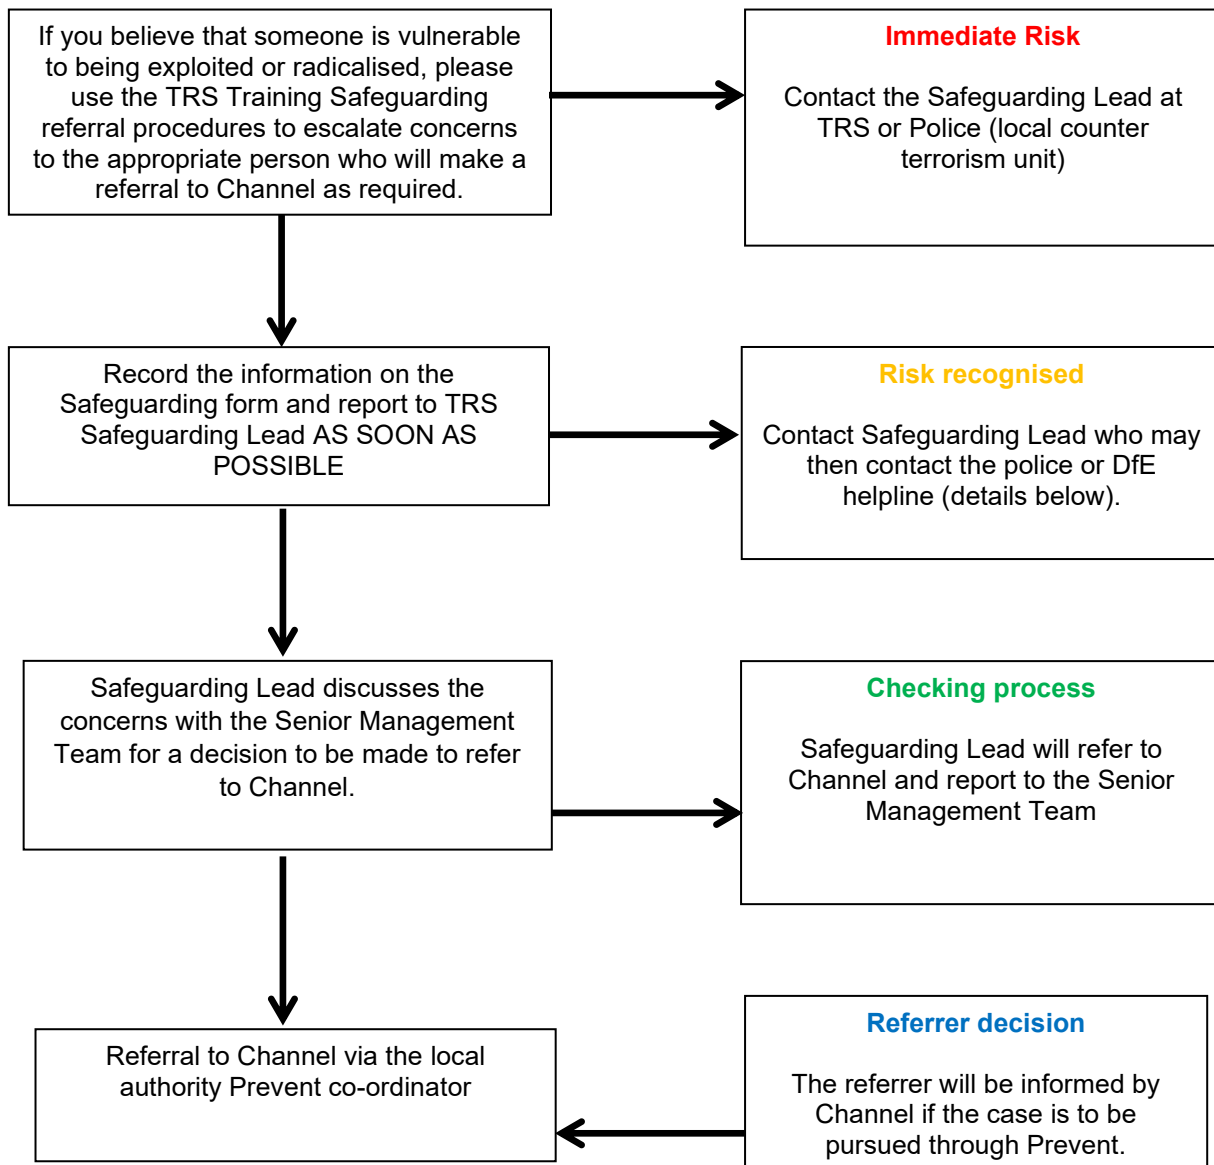 If you believe that someone is vulnerable
to being exploited or radicalised, please
use the TRS Training Safeguarding
referral procedures to escalate concerns
to the appropriate person who will make a
referral to Channel as required.
Immediate Risk
Contact the Safeguarding Lead at
TRS or Police (local counter
terrorism unit)
Record the information on the
Safeguarding form and report to TRS
Safeguarding Lead AS SOON AS
POSSIBLE
Risk recognised
Contact Safeguarding Lead who may
then contact the police or DfE
helpline (details below).
Safeguarding Lead discusses the
concerns with the Senior Management
Team for a decision to be made to refer
to Channel.
Checking process
Safeguarding Lead will refer to
Channel and report to the Senior
Management Team
Referral to Channel via the local
authority Prevent co-ordinator
Referrer decision
The referrer will be informed by
Channel if the case is to be
pursued through Prevent.